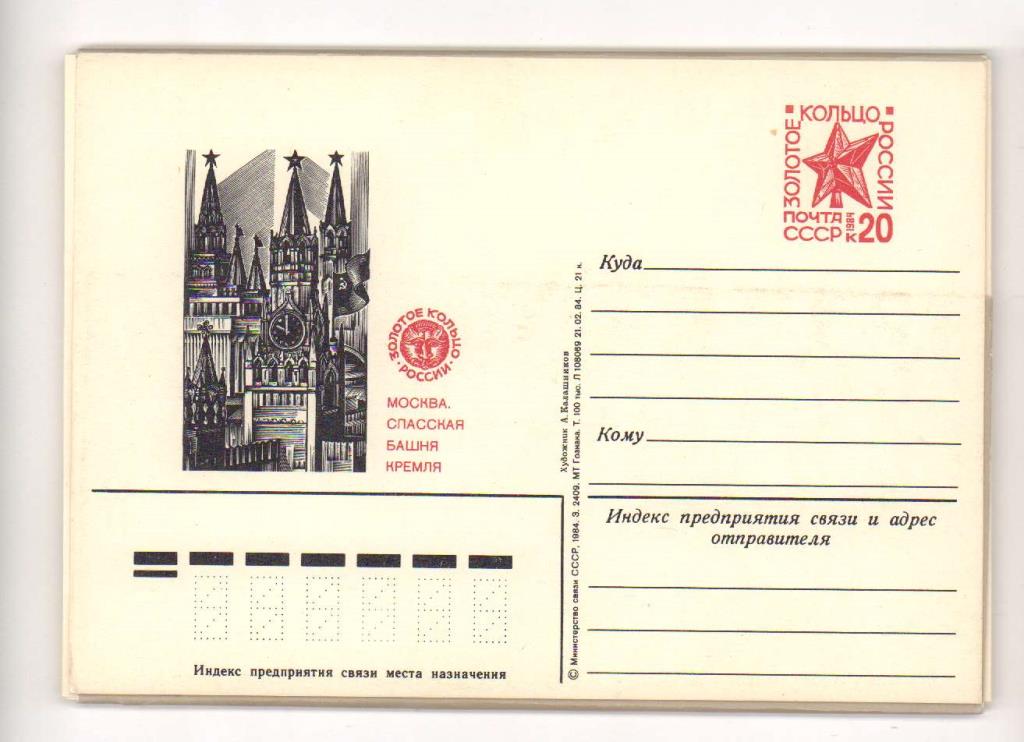 ЗОЛОТОЕ КОЛЬЦО РОССИИ
ПОЧТА
СССР
1984
к 20
ЗОЛОТОЕ КОЛЬЦО
РОССИИ
МОСКВА.
СПАССКАЯ
БАШНЯ
КРЕМЛЯ
Индекс предприятия связи места назначения
Художник А. Калашников
© Министерство связи СССР, 1984. З. 2409. МТ Гознака. Т. 100 тыс. Л 108069 21. 02. 84. Ц. 21 к.
Куда
Кому
Индекс предприятия связи и адрес
отправителя